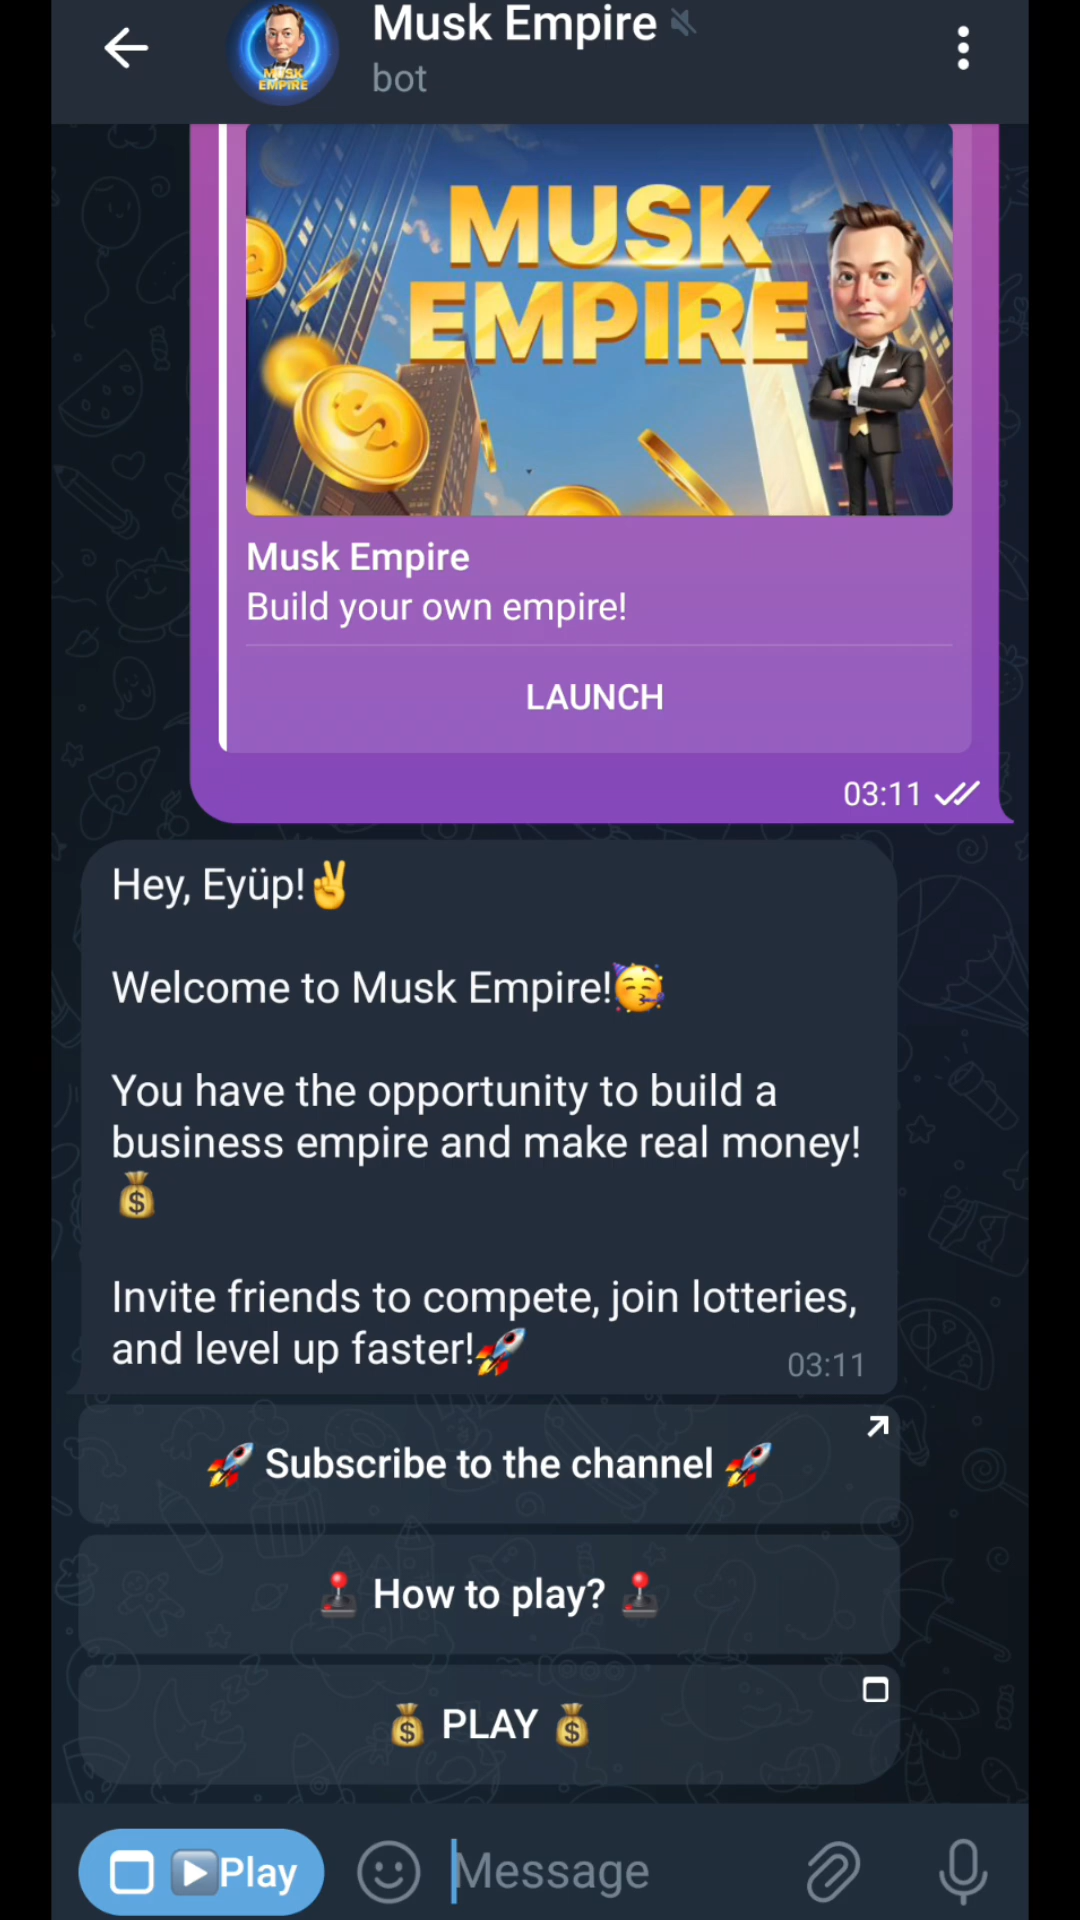 Musk Empire
bot
MUSK
EMPIRE
MUSK
EMPIRE
Musk Empire
Build your own empire!
LAUNCH
03:11
Hey, Eyüp!✌️
Welcome to Musk Empire!🥳
You have the opportunity to build a
business empire and make real money!
💰
Invite friends to compete, join lotteries,
and level up faster!🚀
03:11
🚀 Subscribe to the channel 🚀
🕹️ How to play? 🕹️
💰 PLAY 💰
▶️Play
Message